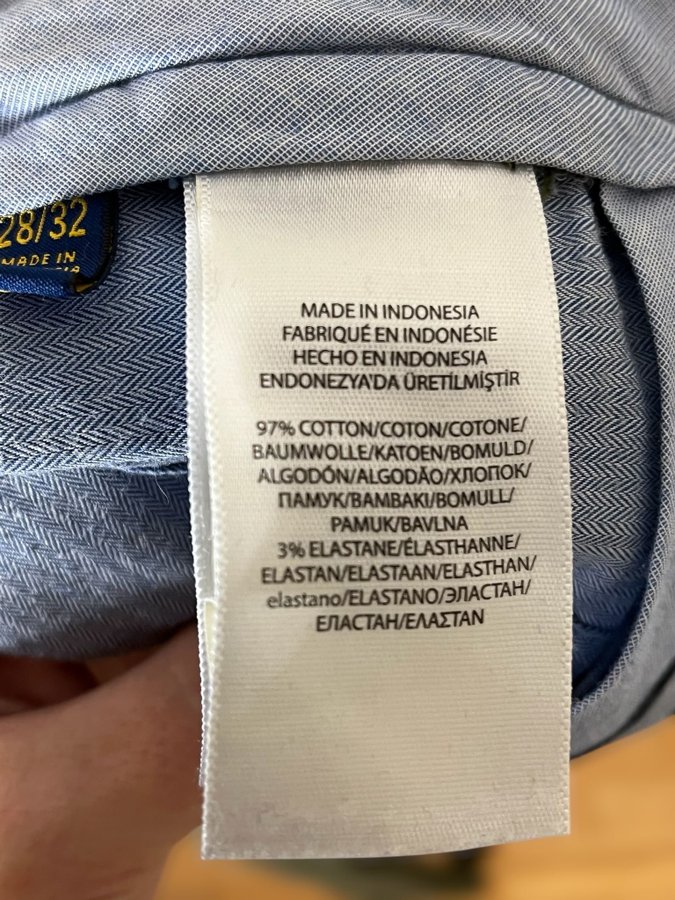 28/32
MADE IN
MADE IN INDONESIA
FABRIQUÉ EN INDONÉSIE
HECHO EN INDONESIA
ENDONEZYA'DA ÜRETİLMİŞTİR
97% COTTON/COTON/COTONE/
BAUMWOLLE/KATOEN/BOMULD/
ALGODÓN/ALGODÃO/ХЛОПОК/
ПАМУК/ΒΑΜΒΑΚΙ/BOMULL/
PAMUK/BAVLNA
3% ELASTANE/ÉLASTHANNE/
ELASTAN/ELASTAAN/ELASTHAN/
elastano/ELASTANO/ЭЛАСТАН/
ЕЛАСТАН/ΕΛΑΣΤΑΝ